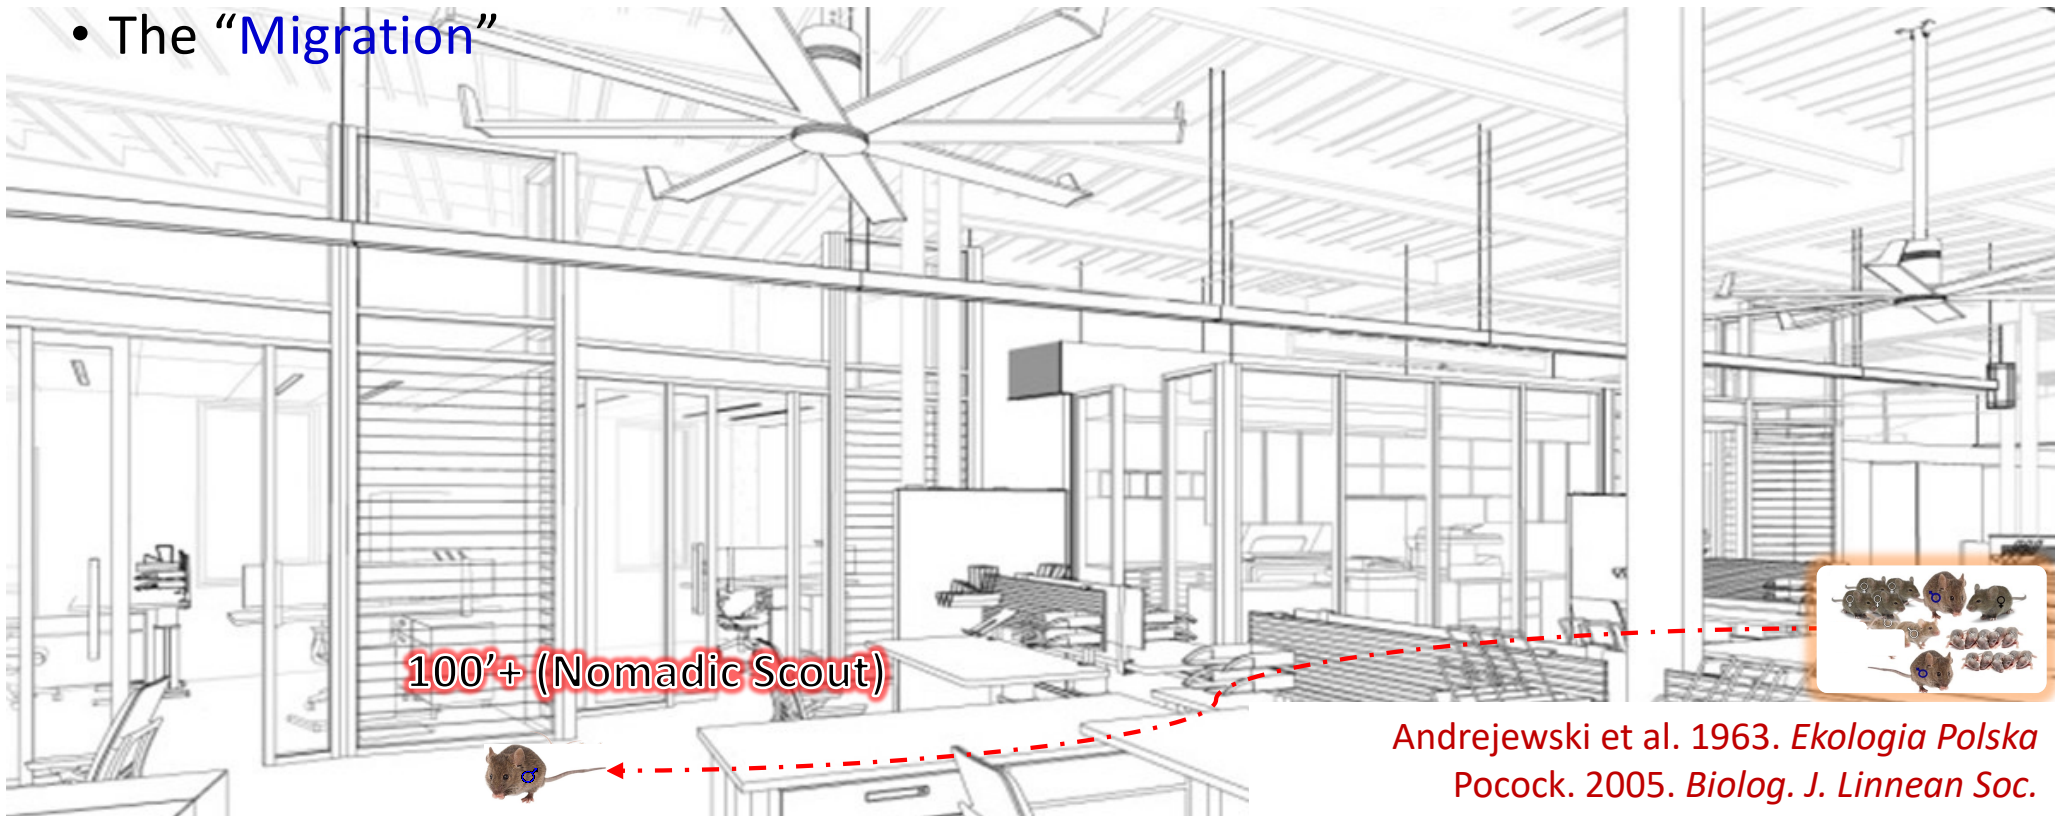 • The “Migration”
100’+ (Nomadic Scout)
Andrejewski et al. 1963. Ekologia Polska
Pocock. 2005. Biolog. J. Linnean Soc.